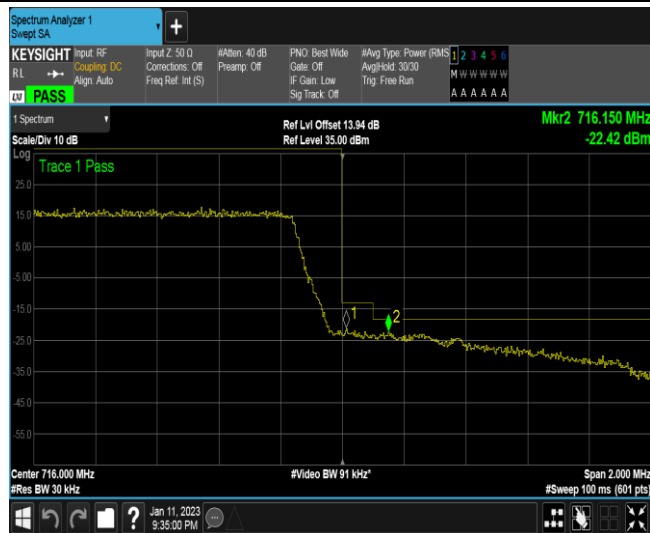 Spectrum Analyzer 1
Swept SA
+
KEYSIGHT
RL
LXI PASS
Input: RF
Coupling: DC
Align: Auto
Input Z: 50 Ω
Corrections: Off
Freq Ref: Int (S)
#Atten: 40 dB
Preamp: Off
PNO: Best Wide
Gate: Off
IF Gain: Low
Sig Track: Off
#Avg Type: Power (RMS
Avg|Hold: 30/30
Trig: Free Run
1 2 3 4 5 6
M W W W W W
A A A A A A
1 Spectrum
Scale/Div 10 dB
Ref Lvl Offset 13.94 dB
Ref Level 35.00 dBm
Mkr2 716.150 MHz
-22.42 dBm
Log
Trace 1 Pass
25.0
15.0
5.00
-5.00
-15.0
-25.0
-35.0
-45.0
-55.0
1
2
Center 716.000 MHz
#Res BW 30 kHz
#Video BW 91 kHz*
Span 2.000 MHz
#Sweep 100 ms (601 pts)
?
Jan 11, 2023
9:35:00 PM